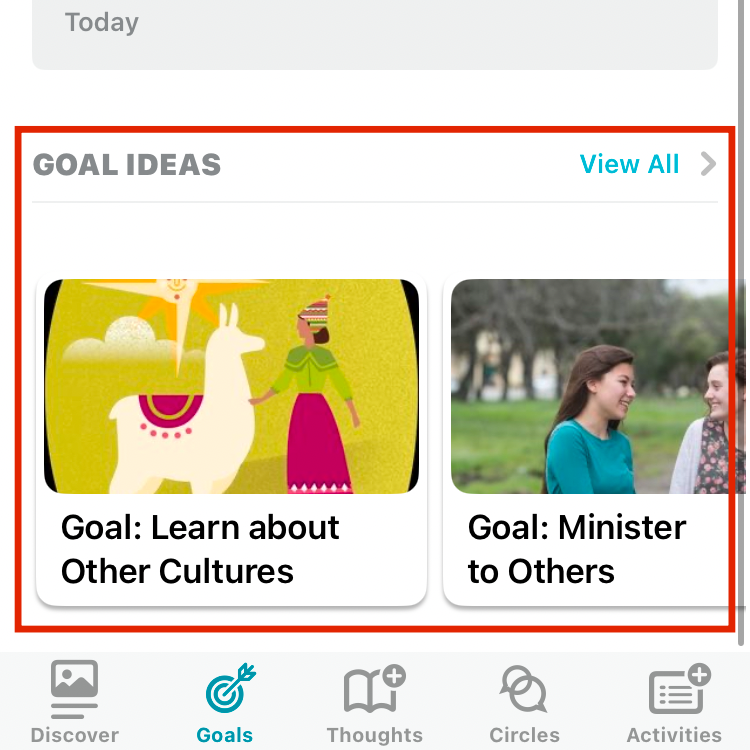 Today
GOAL IDEAS
View All
Goal: Learn about
Other Cultures
Goal: Minister
to Others
Discover
Goals
Thoughts
Circles
Activities